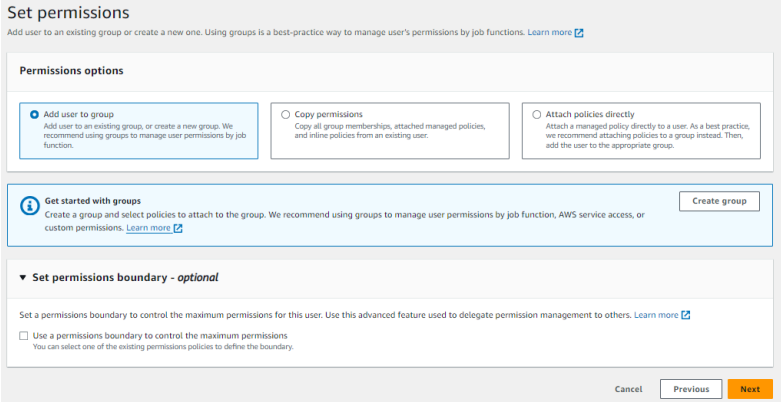 Set permissions
Add user to an existing group or create a new one. Using groups is a best-practice way to manage user's permissions by job functions. Learn more
Permissions options
Add user to group
Add user to an existing group, or create a new group. We
recommend using groups to manage user permissions by job
function.
Copy permissions
Copy all group memberships, attached managed policies,
and inline policies from an existing user.
Attach policies directly
Attach a managed policy directly to a user. As a best practice,
we recommend attaching policies to a group instead. Then,
add the user to the appropriate group.
Get started with groups
Create a group and select policies to attach to the group. We recommend using groups to manage user permissions by job function, AWS service access, or
custom permissions. Learn more
Create group
Set permissions boundary - optional
Set a permissions boundary to control the maximum permissions for this user. Use this advanced feature used to delegate permission management to others. Learn more
Use a permissions boundary to control the maximum permissions
You can select one of the existing permissions policies to define the boundary.
Cancel
Previous
Next